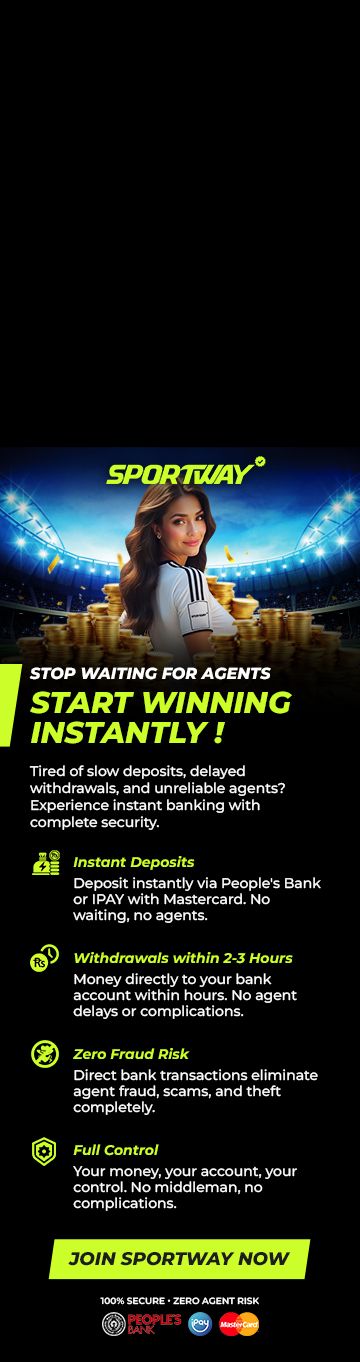 SPORTWAY
STOP WAITING FOR AGENTS
START WINNING
INSTANTLY !
Tired of slow deposits, delayed
withdrawals, and unreliable agents?
Experience instant banking with
complete security.
Instant Deposits
Deposit instantly via People's Bank
or IPAY with Mastercard. No
waiting, no agents.
Rs
Withdrawals within 2-3 Hours
Money directly to your bank
account within hours. No agent
delays or complications.
Zero Fraud Risk
Direct bank transactions eliminate
agent fraud, scams, and theft
completely.
Full Control
Your money, your account, your
control. No middleman, no
complications.
JOIN SPORTWAY NOW
100% SECURE • ZERO AGENT RISK
PEOPLE'S
BANK
iPay
MasterCard